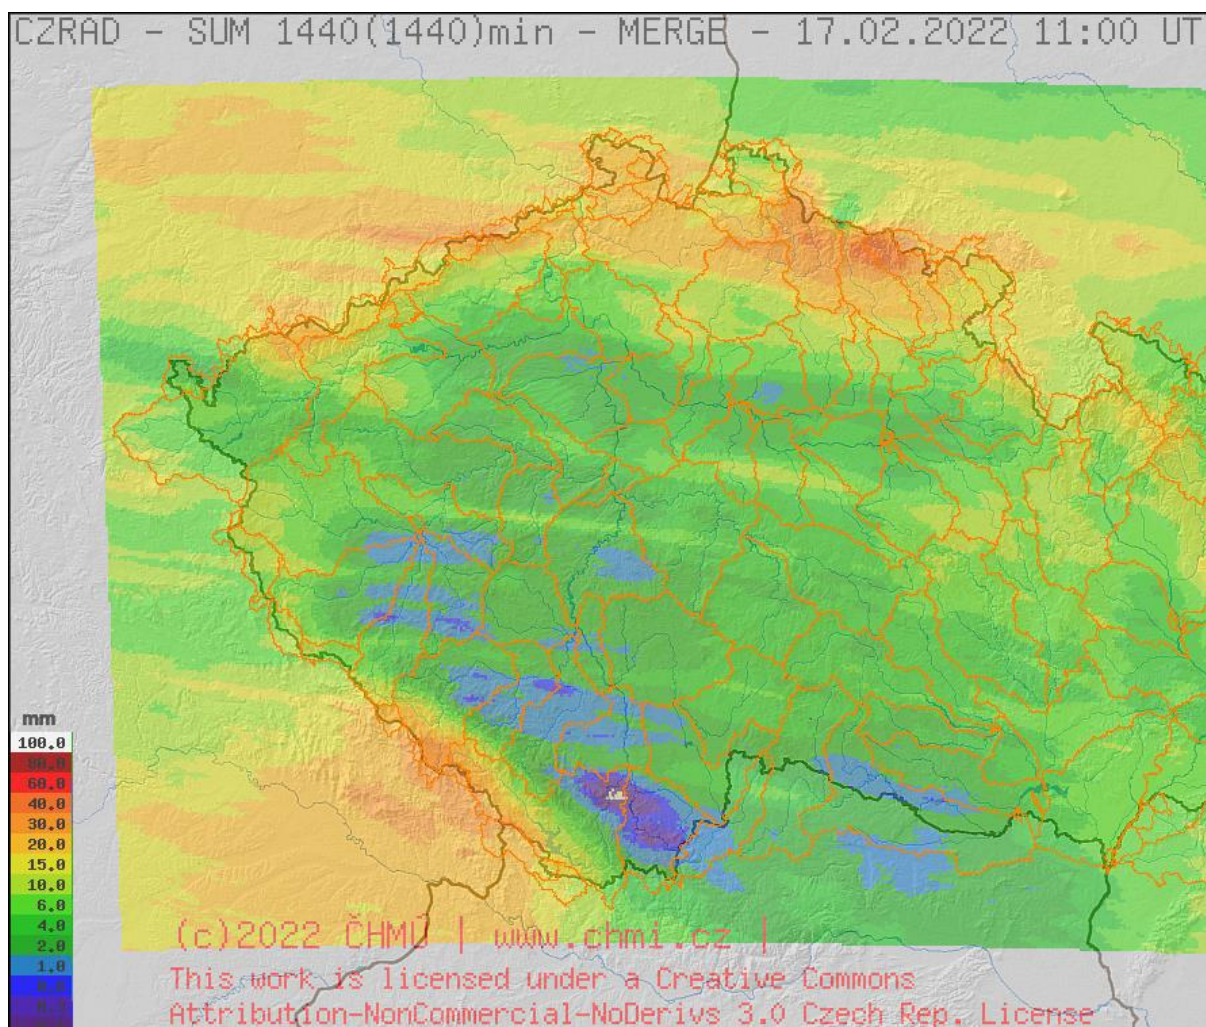 CZRAD - SUM 1440(1440)min - MERGE - 17.02.2022 11:00 UT
mm
100.0
80.0
60.0
40.0
30.0
20.0
15.0
10.0
6.0
4.0
2.0
1.0
(c)2022 ČHMÚ | www.chmi.cz |
This work is licensed under a Creative Commons
Attribution-NonCommercial-NoDerivs 3.0 Czech Rep. License